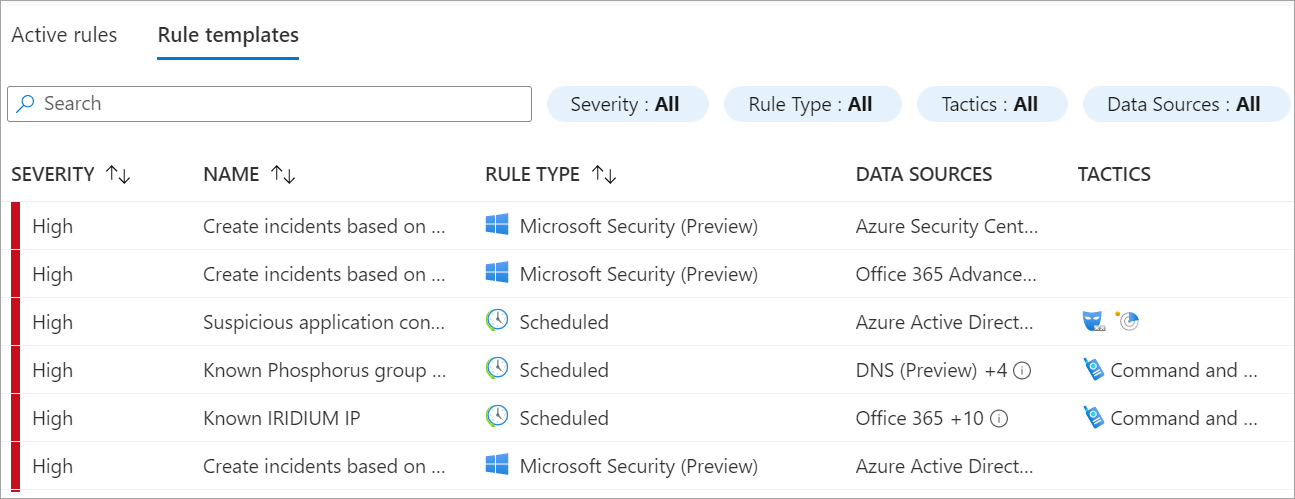 Active rules Rule templates
Search Severity : All Rule Type : All Tactics : All Data Sources : All
SEVERITY NAME RULE TYPE DATA SOURCES TACTICS
High Create incidents based on ... Microsoft Security (Preview) Azure Security Cent...
High Create incidents based on ... Microsoft Security (Preview) Office 365 Advance...
High Suspicious application con... Scheduled Azure Active Direct...
High Known Phosphorus group ... Scheduled DNS (Preview) +4 Command and ...
High Known IRIDIUM IP Scheduled Office 365 +10 Command and ...
High Create incidents based on ... Microsoft Security (Preview) Azure Active Direct...